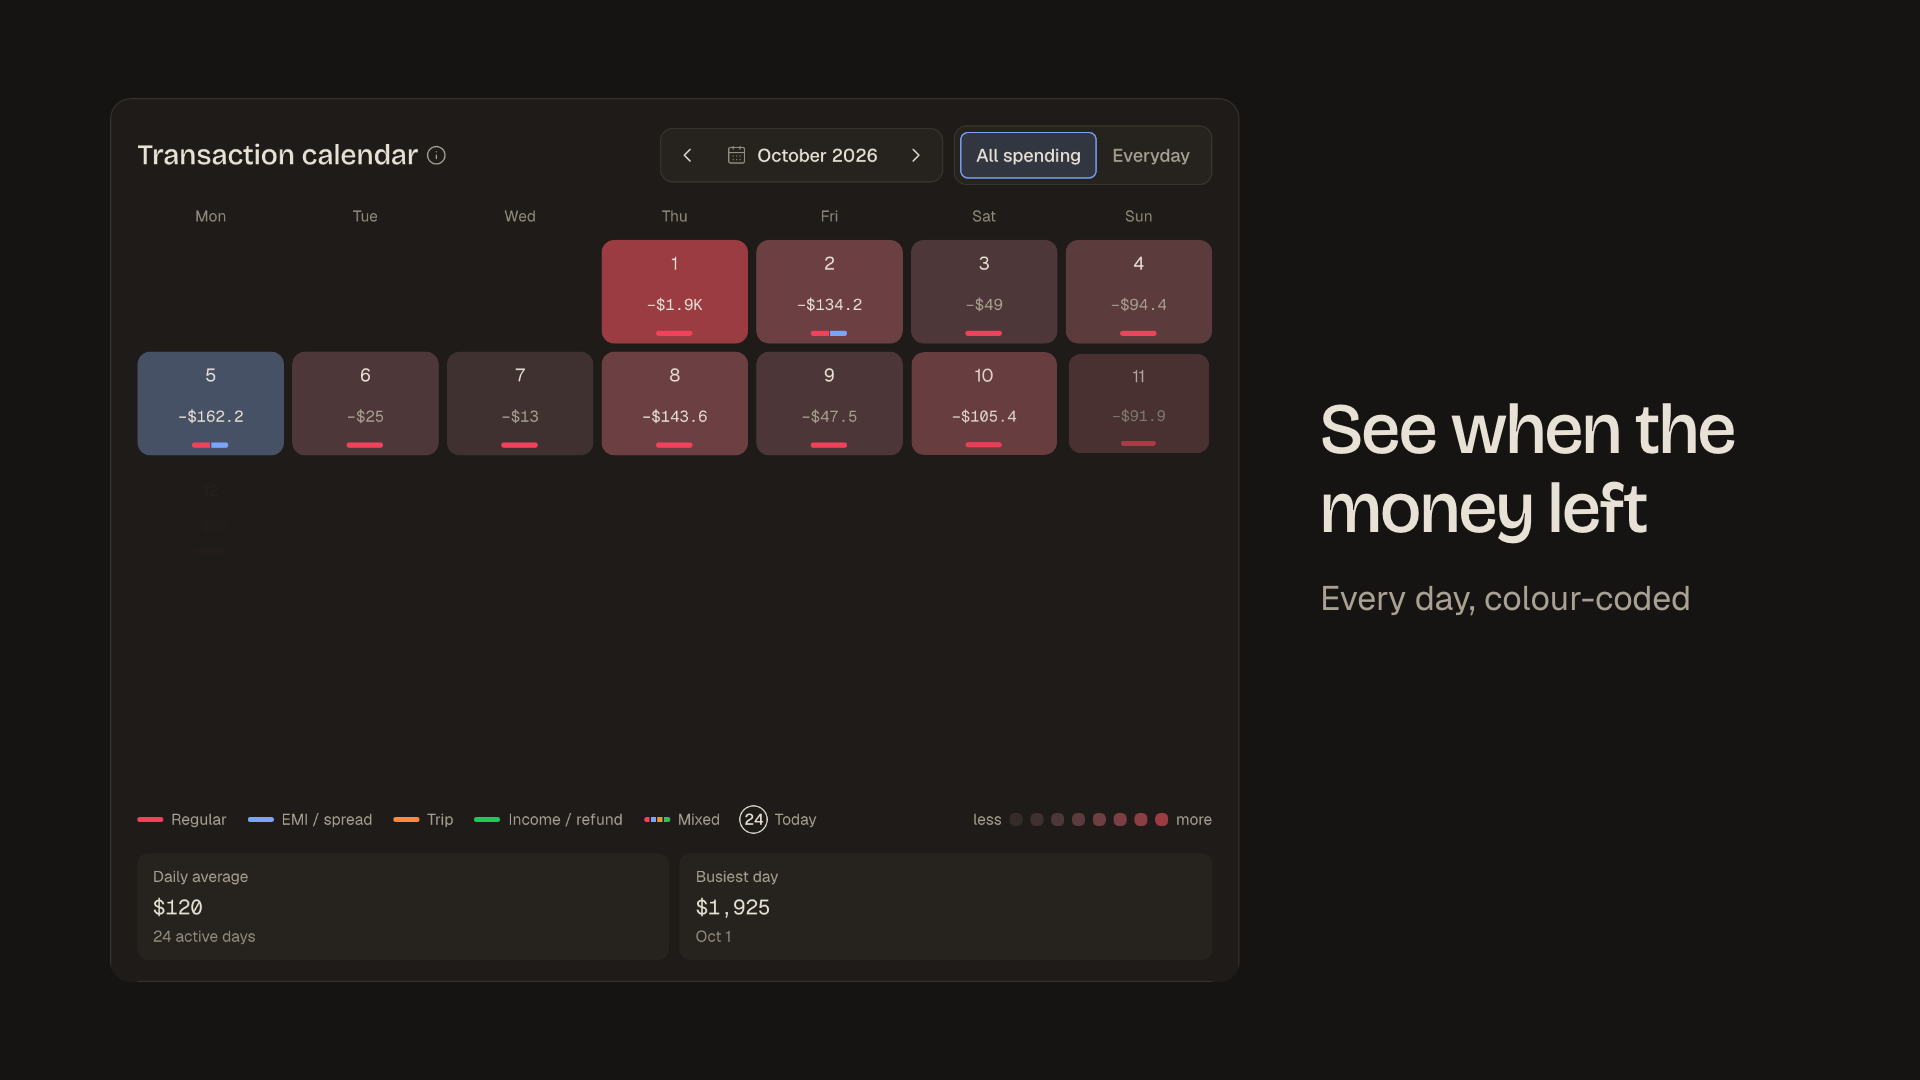 Transaction calendar
October 2026
All spending
Everyday
Mon Tue Wed Thu Fri Sat Sun
1 2 3 4
-$1.9K -$134.2 -$49 -$94.4
5 6 7 8 9 10 11
-$162.2 -$25 -$13 -$143.6 -$47.5 -$105.4 -$91.9
12
Regular EMI / spread Trip Income / refund Mixed 24 Today less more
Daily average
$120
24 active days
Busiest day
$1,925
Oct 1
See when the
money left
Every day, colour-coded